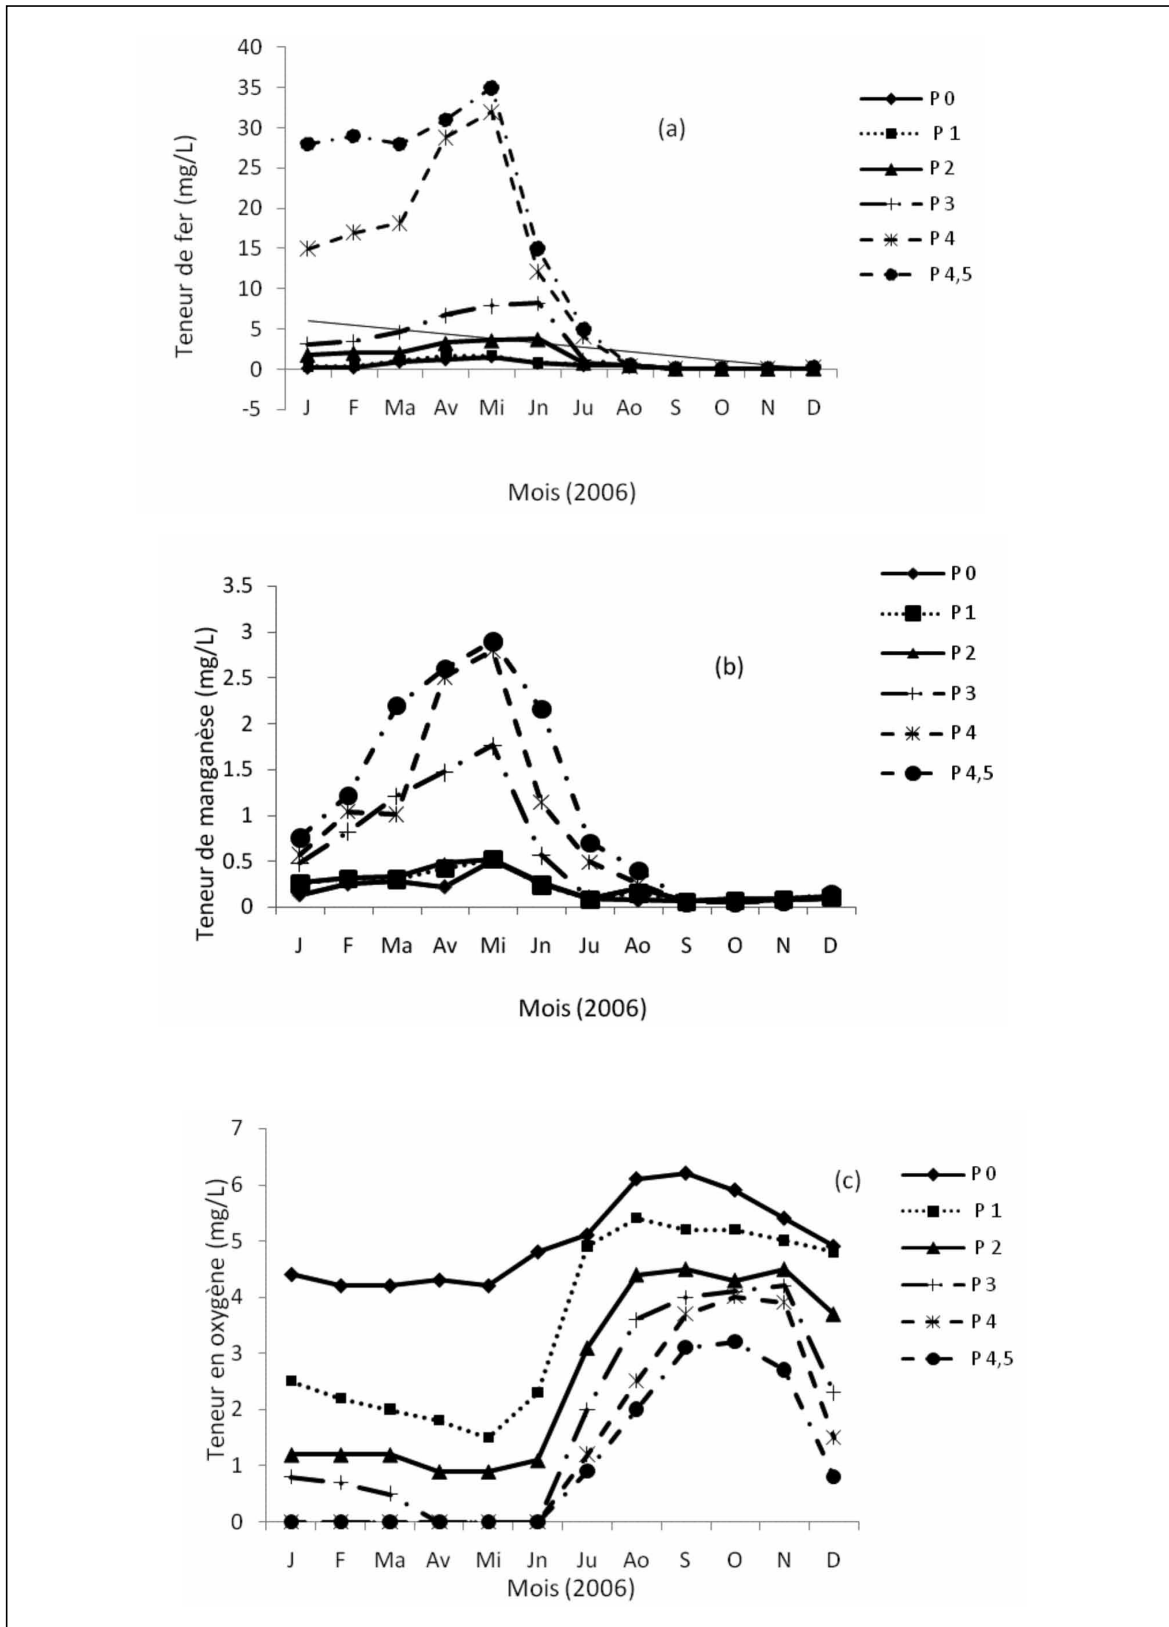 40
35
30
25
20
15
10
5
0
-5
Teneur de fer (mg/L)
(a)
P 0
P 1
P 2
P 3
P 4
P 4,5
J F Ma Av Mi Jn Ju Ao S O N D
Mois (2006)
3.5
3
2.5
2
1.5
1
0.5
0
Teneur de manganèse (mg/L)
(b)
P 0
P 1
P 2
P 3
P 4
P 4,5
J F Ma Av Mi Jn Ju Ao S O N D
Mois (2006)
7
6
5
4
3
2
1
0
Teneur en oxygène (mg/L)
(c)
P 0
P 1
P 2
P 3
P 4
P 4,5
J F Ma Av Mi Jn Ju Ao S O N D
Mois (2006)